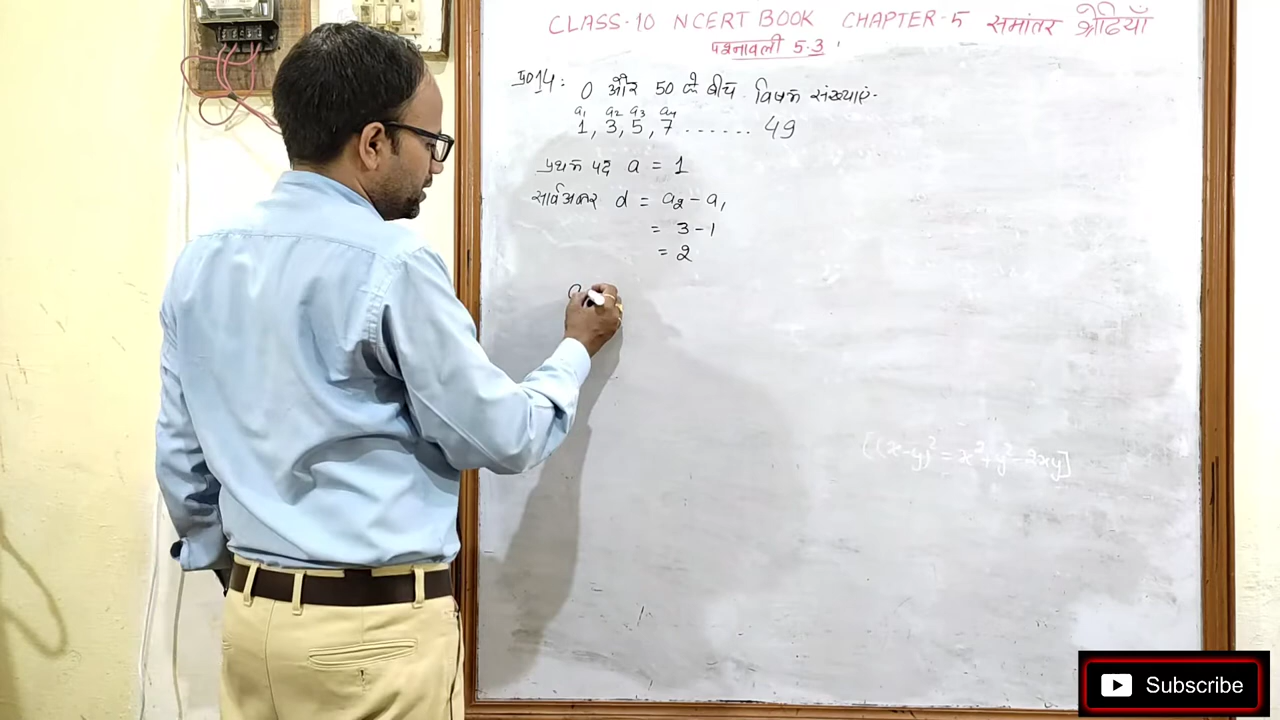 CLASS-10 NCERT BOOK CHAPTER-5 समांतर श्रेढियाँ
प्रश्नावली 5.3
प्र014: 0 और 50 के बीच विषम संख्याएं-
a₁ a₂ a₃ a₄
1, 3, 5, 7 ....... 49
प्रथम पद a = 1
सार्वअन्तर d = a₂ - a₁
= 3 - 1
= 2
a
[(x-y)² = x²+y²-2xy]
Subscribe